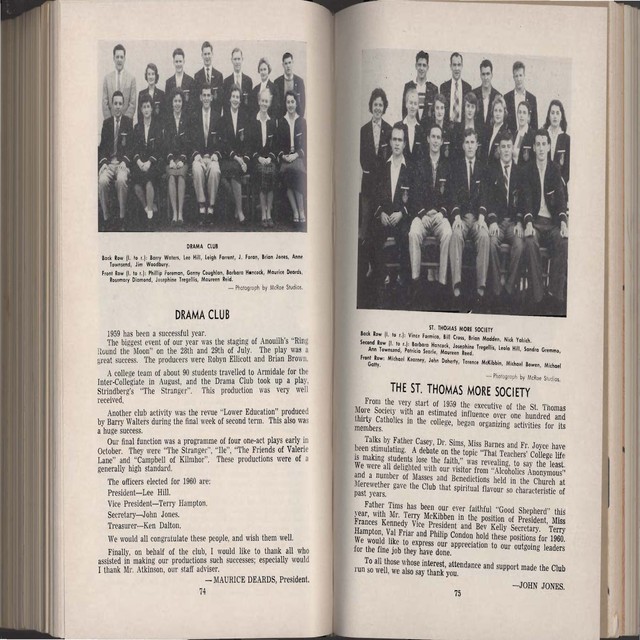 DRAMA CLUB
Back Row (l. to r.): Barry Waters, Lee Hill, Leigh Farrant, J. Foran, Brian Jones, Anne
Townsend, Jim Woodbury.
Front Row (l. to r.): Phillip Foreman, Genny Coughlan, Barbara Hancock, Maurice Deards,
Rosemary Diamond, Josephine Tregellis, Maureen Reid.
— Photograph by McRae Studios.
DRAMA CLUB
1959 has been a successful year.
The biggest event of our year was the staging of Anouilh's "Ring
Round the Moon" on the 28th and 29th of July. The play was a
great success. The producers were Robyn Ellicott and Brian Brown.
A college team of about 90 students travelled to Armidale for the
Inter-Collegiate in August, and the Drama Club took up a play,
Strindberg's "The Stranger". This production was very well
received.
Another club activity was the revue "Lower Education" produced
by Barry Walters during the final week of second term. This also was
a huge success.
Our final function was a programme of four one-act plays early in
October. They were "The Stranger", "Ile", "The Friends of Valerie
Lane" and "Campbell of Kilmhor". These productions were of a
generally high standard.
The officers elected for 1960 are:
President—Lee Hill.
Vice President—Terry Hampton.
Secretary—John Jones.
Treasurer—Ken Dalton.
We would all congratulate these people, and wish them well.
Finally, on behalf of the club, I would like to thank all who
assisted in making our productions such successes; especially would
I thank Mr. Atkinson, our staff adviser.
—MAURICE DEARDS, President.
74
ST. THOMAS MORE SOCIETY
Back Row (l. to r.): Vince Formica, Bill Cross, Brian Madden, Nick Yakich.
Second Row (l. to r.): Barbara Hancock, Josephine Tregellis, Lesla Hill, Sandra Gremmo,
Ann Townsend, Patricia Searle, Maureen Reid.
Front Row: Michael Kearney, John Doherty, Terence McKibbin, Michael Bowen, Michael
— Photograph by McRae Studios.
THE ST. THOMAS MORE SOCIETY
From the very start of 1959 the executive of the St. Thomas
More Society with an estimated influence over one hundred and
thirty Catholics in the college, began organizing activities for its
members.
Talks by Father Casey, Dr. Sims, Miss Barnes and Fr. Joyce have
been stimulating. A debate on the topic "That Teachers' College life
is making students lose the faith," was revealing, to say the least.
We were all delighted with our visitor from "Alcoholics Anonymous"
and a number of Masses and Benedictions held in the Church at
Merewether gave the Club that spiritual flavour so characteristic of
past years.
Father Tims has been our ever faithful "Good Shepherd" this
year, with Mr. Terry McKibben in the position of President, Miss
Frances Kennedy Vice President and Bev Kelly Secretary. Terry
Hampton, Val Friar and Philip Condon hold these positions for 1960.
We would like to express our appreciation to our outgoing leaders
for the fine job they have done.
To all those whose interest, attendance and support made the Club
run so well, we also say thank you.
—JOHN JONES.
75